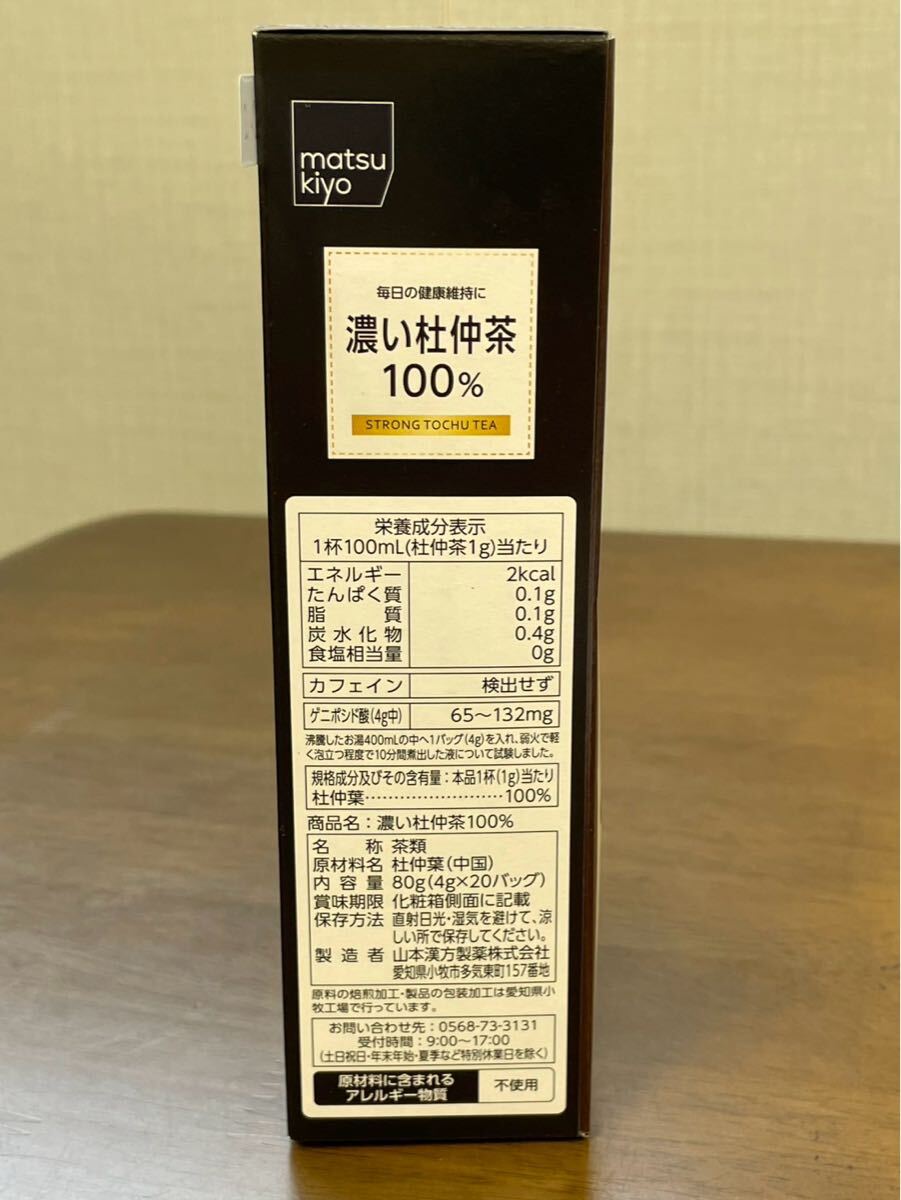 matsu
kiyo
毎日の健康維持に
濃い杜仲茶
100%
STRONG TOCHU TEA
栄養成分表示
1杯100mL(杜仲茶1g)当たり
エネルギー 2kcal
たんぱく質 0.1g
脂質 0.1g
炭水化物 0.4g
食塩相当量 0g
カフェイン 検出せず
ゲニポシド酸(4g中) 65~132mg
沸騰したお湯400mLの中へ1バッグ(4g)を入れ、弱火で軽
く泡立つ程度で10分間煮出した液について試験しました。
規格成分及びその含有量:本品1杯(1g)当たり
杜仲葉……………………100%
商品名:濃い杜仲茶100%
名称 茶類
原材料名 杜仲葉(中国)
内容量 80g(4g×20バッグ)
賞味期限 化粧箱側面に記載
保存方法 直射日光・湿気を避けて、涼
しい所で保存してください。
製造者 山本漢方製薬株式会社
愛知県小牧市多気東町157番地
原料の焙煎加工・製品の包装加工は愛知県小
牧工場で行っています。
お問い合わせ先:0568-73-3131
受付時間:9:00~17:00
(土日祝日・年末年始・夏季など特別休業日を除く)
原材料に含まれる
アレルギー物質 不使用